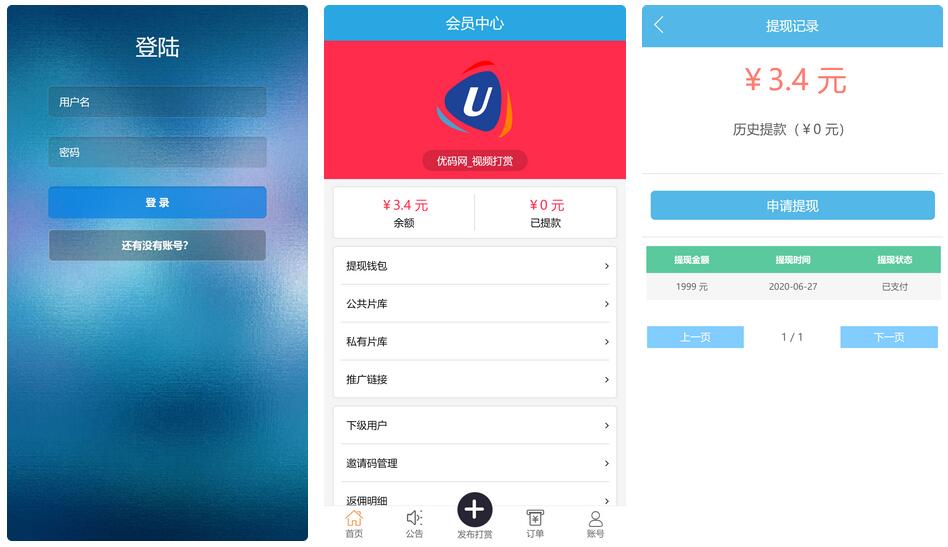 登陆
用户名
密码
登 录
还有没有账号?
会员中心
U
优码网_视频打赏
¥3.4 元
¥0 元
余额
已提款
提现钱包
公共片库
私有片库
推广链接
下级用户
邀请码管理
返佣明细
首页
公告
发布打赏
订单
账号
提现记录
¥3.4 元
历史提款(¥0 元)
申请提现
提现金额 提现时间 提现状态
1999 元 2020-06-27 已支付
上一页 1 / 1 下一页